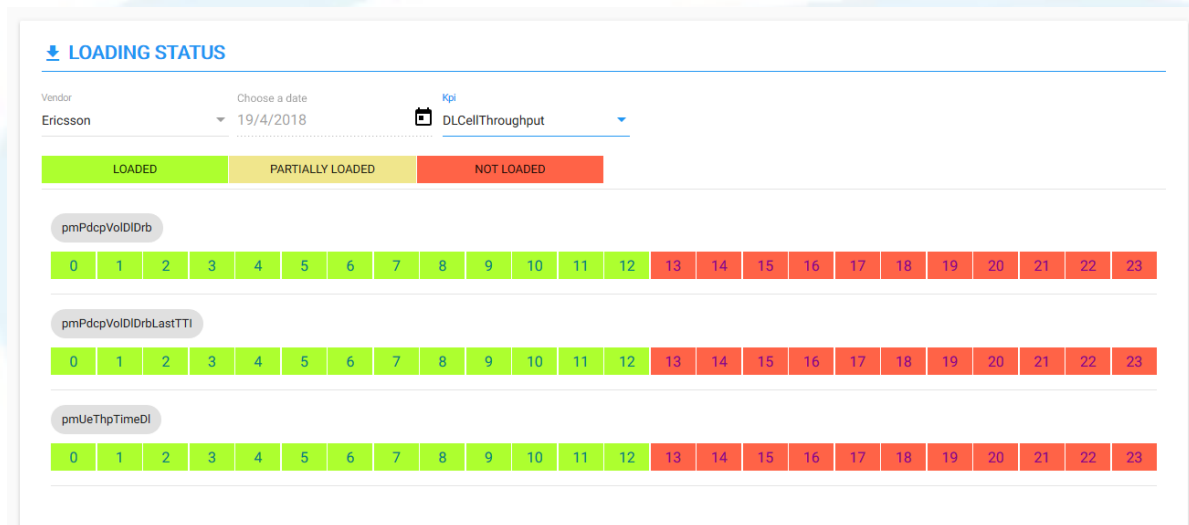 LOADING STATUS
Vendor Choose a date Kpi
Ericsson 19/4/2018 DLCellThroughput
LOADED PARTIALLY LOADED NOT LOADED
pmPdcpVolDlDrb
0 1 2 3 4 5 6 7 8 9 10 11 12 13 14 15 16 17 18 19 20 21 22 23
pmPdcpVolDlDrbLastTTI
0 1 2 3 4 5 6 7 8 9 10 11 12 13 14 15 16 17 18 19 20 21 22 23
pmUeThpTimeDl
0 1 2 3 4 5 6 7 8 9 10 11 12 13 14 15 16 17 18 19 20 21 22 23